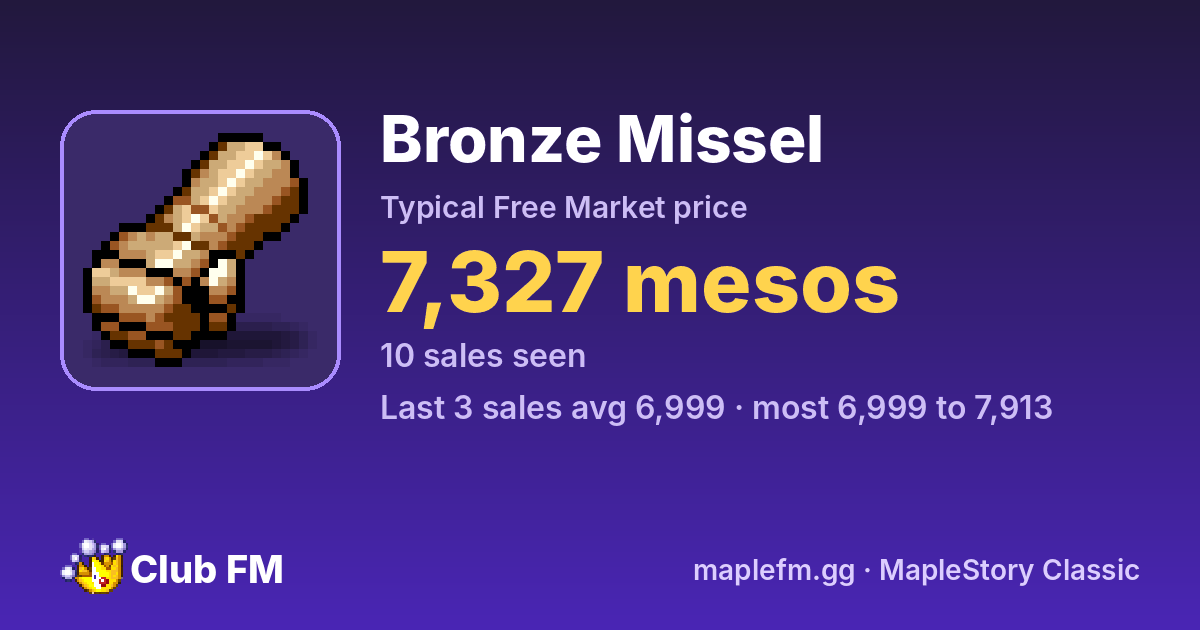 Bronze Missel
Typical Free Market price
7,327 mesos
10 sales seen
Last 3 sales avg 6,999 · most 6,999 to 7,913
Club FM
maplefm.gg · MapleStory Classic